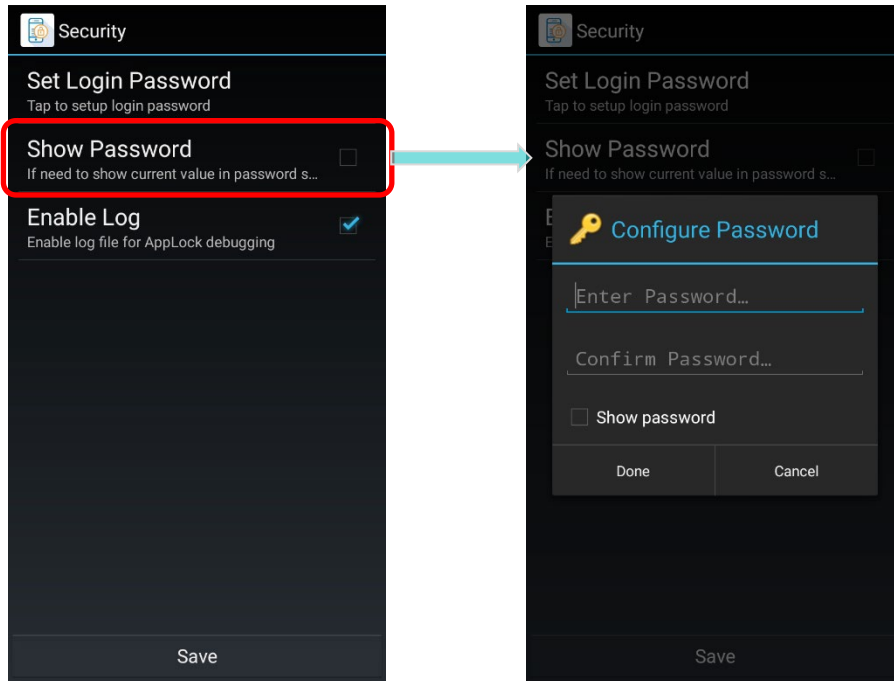 Security
Set Login Password
Tap to setup login password
Show Password
If need to show current value in password s...
Enable Log
Enable log file for AppLock debugging
Save
Security
Set Login Password
Tap to setup login password
Show Password
If need to show current value in password s...
E
E
Configure Password
Enter Password…
Confirm Password…
Show password
Done
Cancel
Save